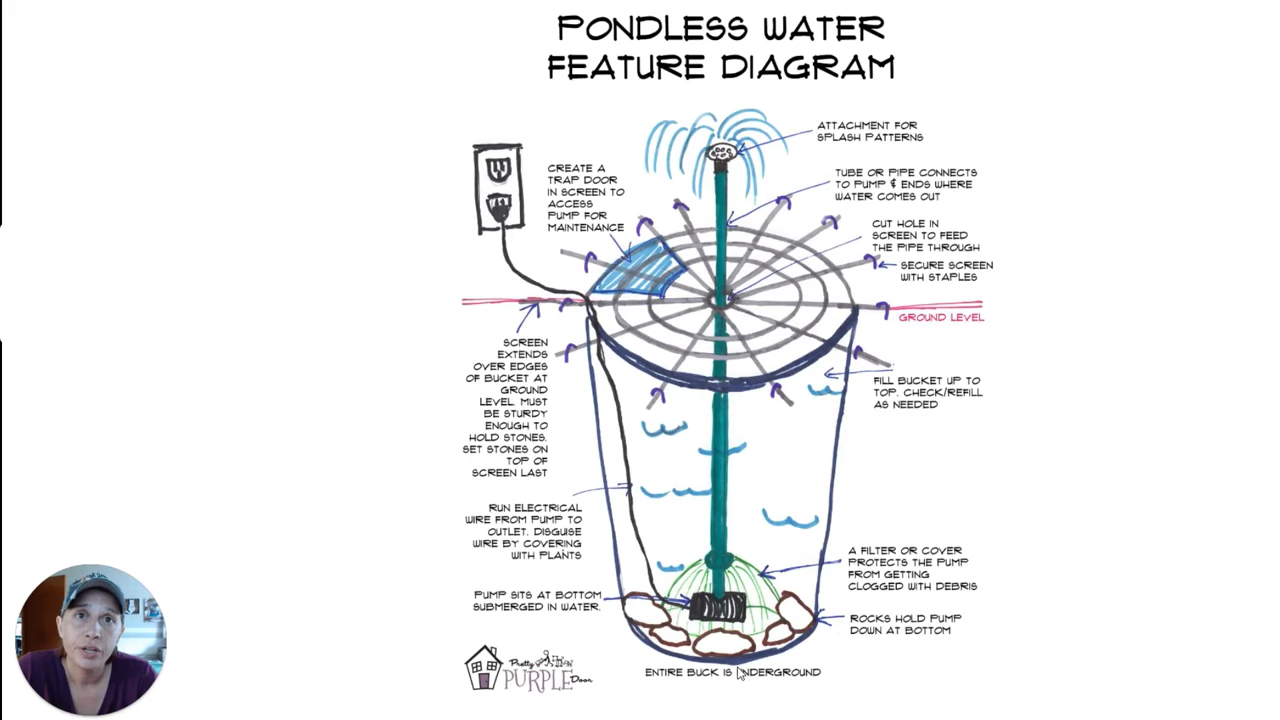 PONDLESS WATER
FEATURE DIAGRAM
ATTACHMENT FOR
SPLASH PATTERNS
CREATE A
TRAP DOOR
IN SCREEN TO
ACCESS
PUMP FOR
MAINTENANCE
TUBE OR PIPE CONNECTS
TO PUMP & ENDS WHERE
WATER COMES OUT
CUT HOLE IN
SCREEN TO FEED
THE PIPE THROUGH
SECURE SCREEN
WITH STAPLES
GROUND LEVEL
SCREEN
EXTENDS
OVER EDGES
OF BUCKET AT
GROUND
LEVEL. MUST
BE STURDY
ENOUGH TO
HOLD STONES.
SET STONES ON
TOP OF
SCREEN LAST
FILL BUCKET UP TO
TOP. CHECK/REFILL
AS NEEDED
RUN ELECTRICAL
WIRE FROM PUMP TO
OUTLET. DISGUISE
WIRE BY COVERING
WITH PLANTS
A FILTER OR COVER
PROTECTS THE PUMP
FROM GETTING
CLOGGED WITH DEBRIS
PUMP SITS AT BOTTOM
SUBMERGED IN WATER.
ROCKS HOLD PUMP
DOWN AT BOTTOM
Pretty
PURPLE
Door
ENTIRE BUCK IS UNDERGROUND